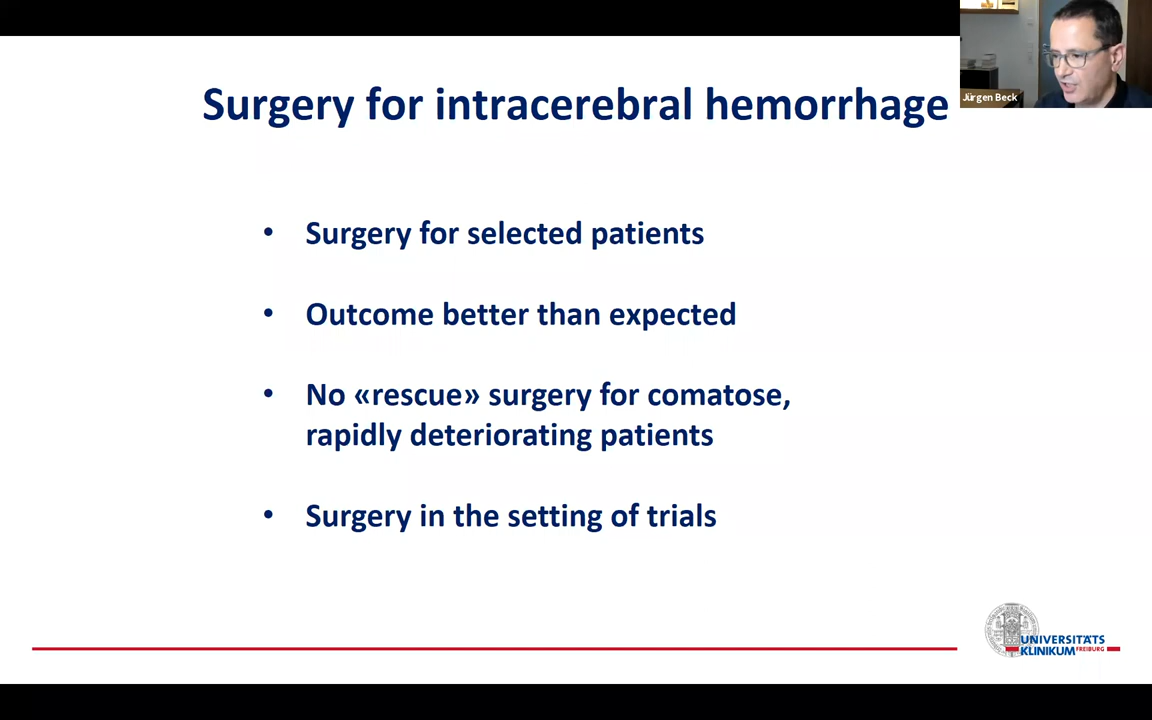 Surgery for intracerebral hemorrhage
Jürgen Beck
• Surgery for selected patients
• Outcome better than expected
• No «rescue» surgery for comatose,
rapidly deteriorating patients
• Surgery in the setting of trials
UNIVERSITÄTS
KLINIKUM FREIBURG